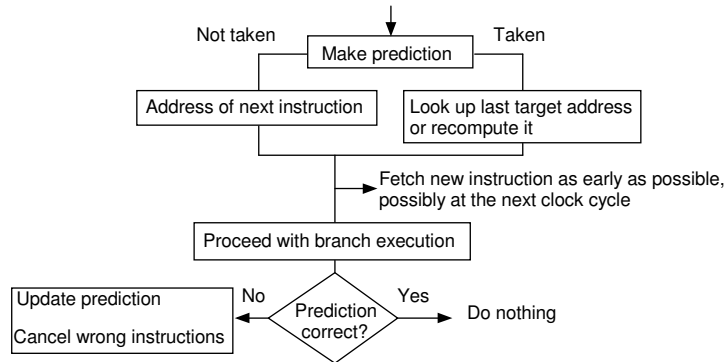 Not taken
Taken
Make prediction
Address of next instruction
Look up last target address
or recompute it
Fetch new instruction as early as possible,
possibly at the next clock cycle
Proceed with branch execution
Update prediction
Cancel wrong instructions
No
Prediction
correct?
Yes
Do nothing